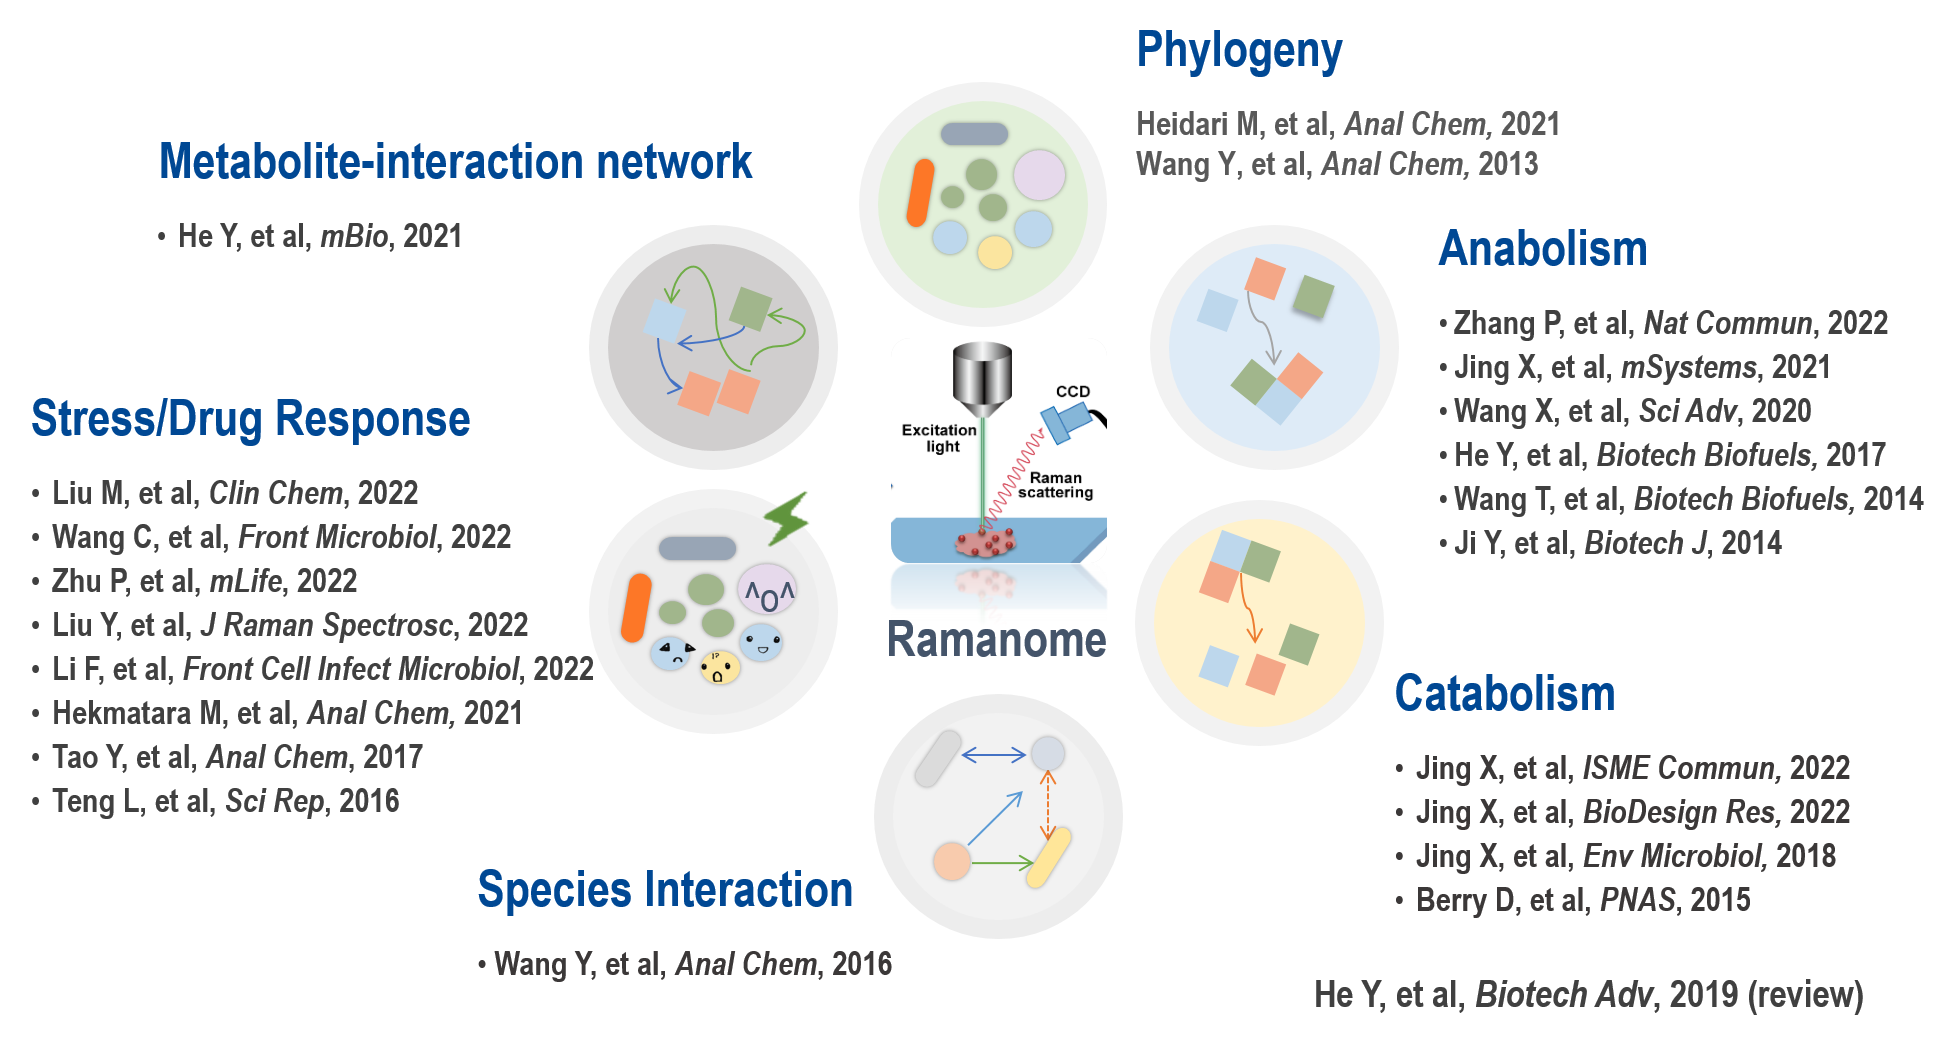 Phylogeny
Heidari M, et al, Anal Chem, 2021
Wang Y, et al, Anal Chem, 2013
Metabolite-interaction network
• He Y, et al, mBio, 2021
Anabolism
• Zhang P, et al, Nat Commun, 2022
• Jing X, et al, mSystems, 2021
• Wang X, et al, Sci Adv, 2020
• He Y, et al, Biotech Biofuels, 2017
• Wang T, et al, Biotech Biofuels, 2014
• Ji Y, et al, Biotech J, 2014
Stress/Drug Response
• Liu M, et al, Clin Chem, 2022
• Wang C, et al, Front Microbiol, 2022
• Zhu P, et al, mLife, 2022
• Liu Y, et al, J Raman Spectrosc, 2022
• Li F, et al, Front Cell Infect Microbiol, 2022
• Hekmatara M, et al, Anal Chem, 2021
• Tao Y, et al, Anal Chem, 2017
• Teng L, et al, Sci Rep, 2016
CCD
Excitation
light
Raman
scattering
Ramanome
^O^
!?
Catabolism
• Jing X, et al, ISME Commun, 2022
• Jing X, et al, BioDesign Res, 2022
• Jing X, et al, Env Microbiol, 2018
• Berry D, et al, PNAS, 2015
Species Interaction
• Wang Y, et al, Anal Chem, 2016
He Y, et al, Biotech Adv, 2019 (review)